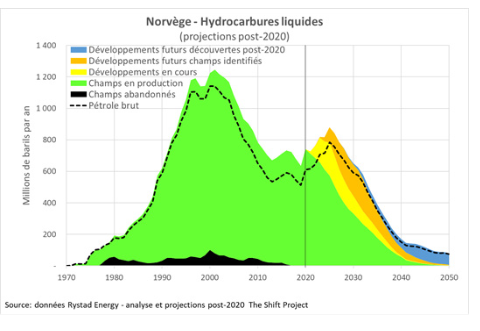 Norvège - Hydrocarbures liquides
(projections post-2020)
Millions de barils par an
1 400
1 200
1 000
800
600
400
200
-
Développements futurs découvertes post-2020
Développements futurs champs identifiés
Développements en cours
Champs en production
Champs abandonnés
Pétrole brut
1970 1980 1990 2000 2010 2020 2030 2040 2050
Source: données Rystad Energy - analyse et projections post-2020 The Shift Project